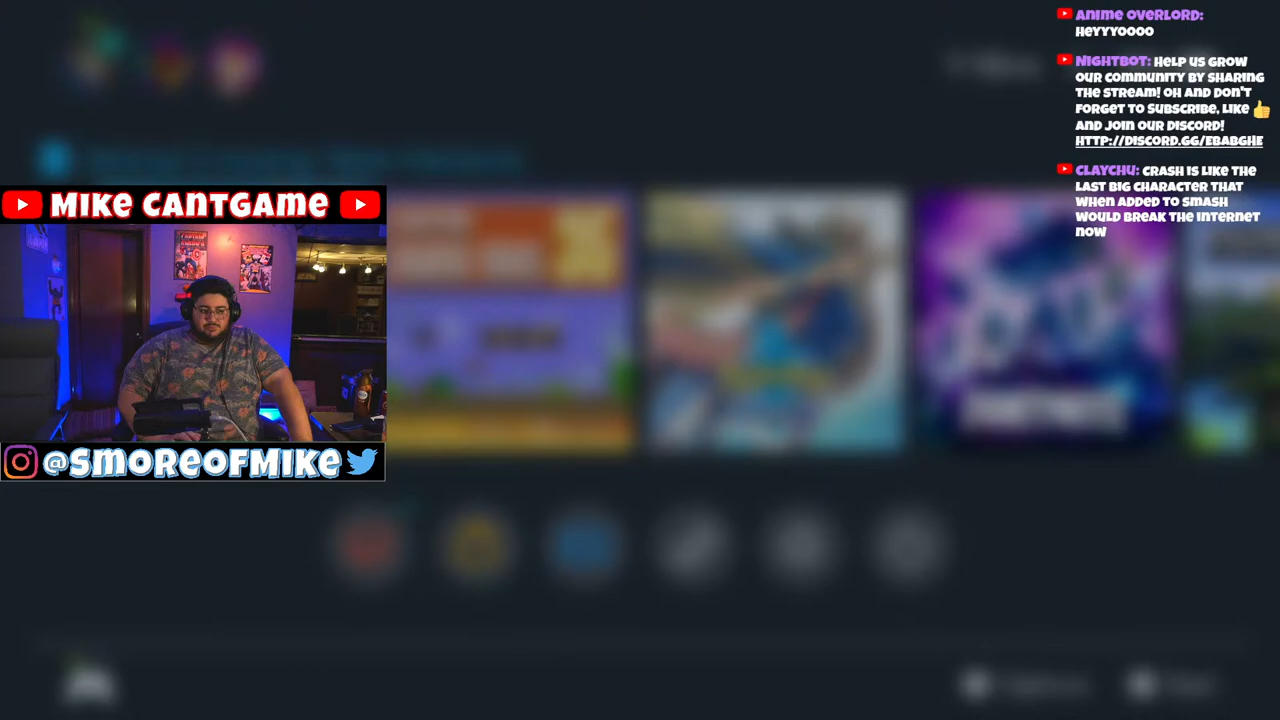 MIKE CANTGAME
@SMOREOFMIKE
ANIME OVERLORD:
HEYYYOOOO
NIGHTBOT: HELP US GROW
OUR COMMUNITY BY SHARING
THE STREAM! OH AND DON'T
FORGET TO SUBSCRIBE, LIKE 👍
AND JOIN OUR DISCORD!
HTTP://DISCORD.GG/EBABGHE
CLAYCHU: CRASH IS LIKE THE
LAST BIG CHARACTER THAT
WHEN ADDED TO SMASH
WOULD BREAK THE INTERNET
NOW